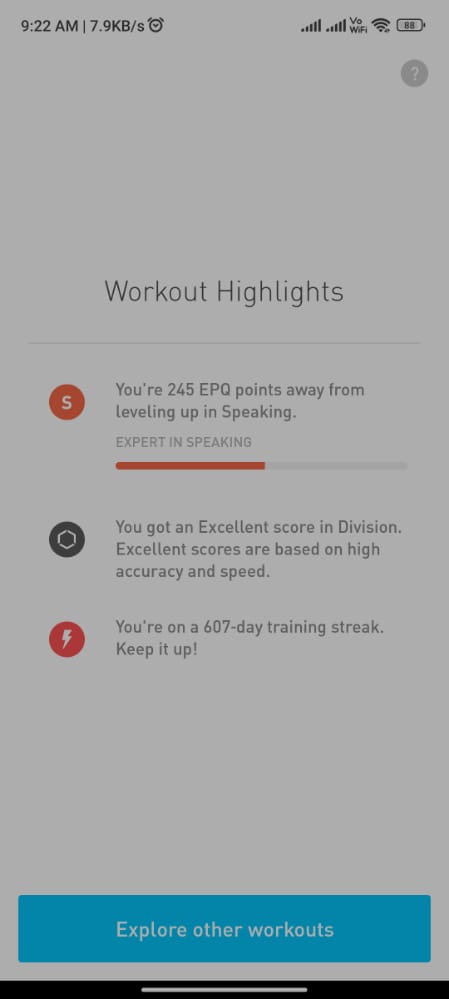 9:22 AM | 7.9KB/s
Vo
WiFi
88
?
Workout Highlights
S
You're 245 EPQ points away from
leveling up in Speaking.
EXPERT IN SPEAKING
You got an Excellent score in Division.
Excellent scores are based on high
accuracy and speed.
You're on a 607-day training streak.
Keep it up!
Explore other workouts